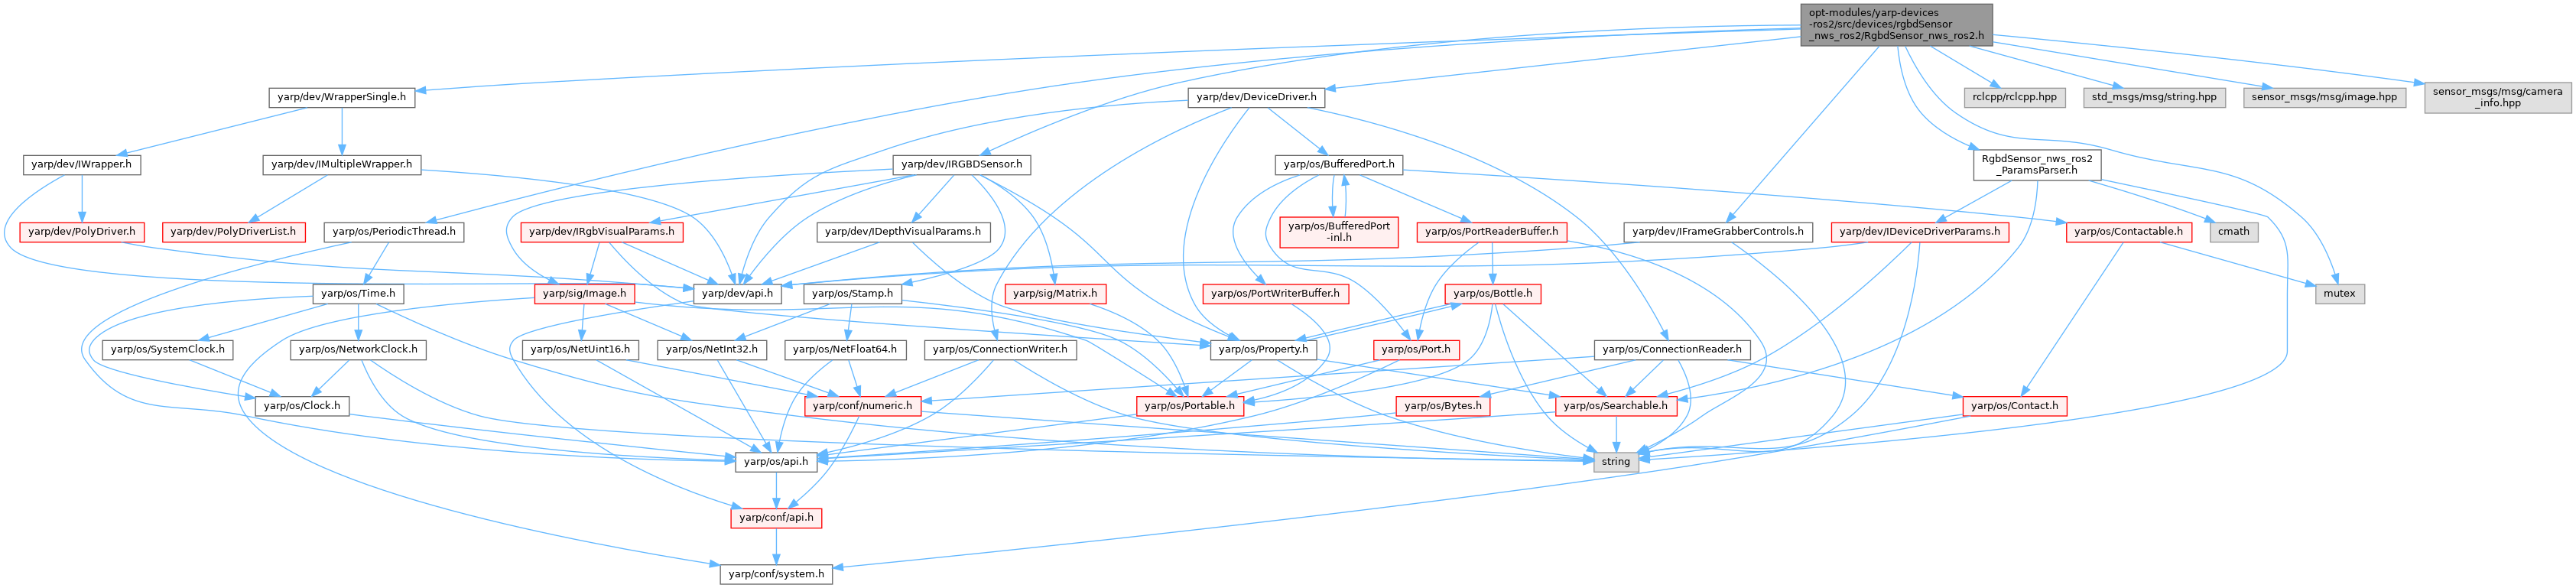 opt-modules/yarp-devices
-ros2/src/devices/rgbdSensor
_nws_ros2/RgbdSensor_nws_ros2.h
yarp/dev/WrapperSingle.h
yarp/dev/DeviceDriver.h
rclcpp/rclcpp.hpp
std_msgs/msg/string.hpp
sensor_msgs/msg/image.hpp
sensor_msgs/msg/camera
_info.hpp
yarp/dev/IWrapper.h
yarp/dev/IMultipleWrapper.h
yarp/dev/IRGBDSensor.h
yarp/os/BufferedPort.h
RgbdSensor_nws_ros2
_ParamsParser.h
yarp/dev/PolyDriver.h
yarp/dev/PolyDriverList.h
yarp/os/PeriodicThread.h
yarp/dev/IRgbVisualParams.h
yarp/dev/IDepthVisualParams.h
yarp/os/BufferedPort
-inl.h
yarp/os/PortReaderBuffer.h
yarp/dev/IFrameGrabberControls.h
yarp/dev/IDeviceDriverParams.h
yarp/os/Contactable.h
cmath
yarp/os/Time.h
yarp/sig/Image.h
yarp/dev/api.h
yarp/os/Stamp.h
yarp/sig/Matrix.h
yarp/os/PortWriterBuffer.h
yarp/os/Bottle.h
mutex
yarp/os/SystemClock.h
yarp/os/NetworkClock.h
yarp/os/NetUint16.h
yarp/os/NetInt32.h
yarp/os/NetFloat64.h
yarp/os/ConnectionWriter.h
yarp/os/Property.h
yarp/os/Port.h
yarp/os/ConnectionReader.h
yarp/os/Clock.h
yarp/conf/numeric.h
yarp/os/Portable.h
yarp/os/Bytes.h
yarp/os/Searchable.h
yarp/os/Contact.h
yarp/os/api.h
string
yarp/conf/api.h
yarp/conf/system.h